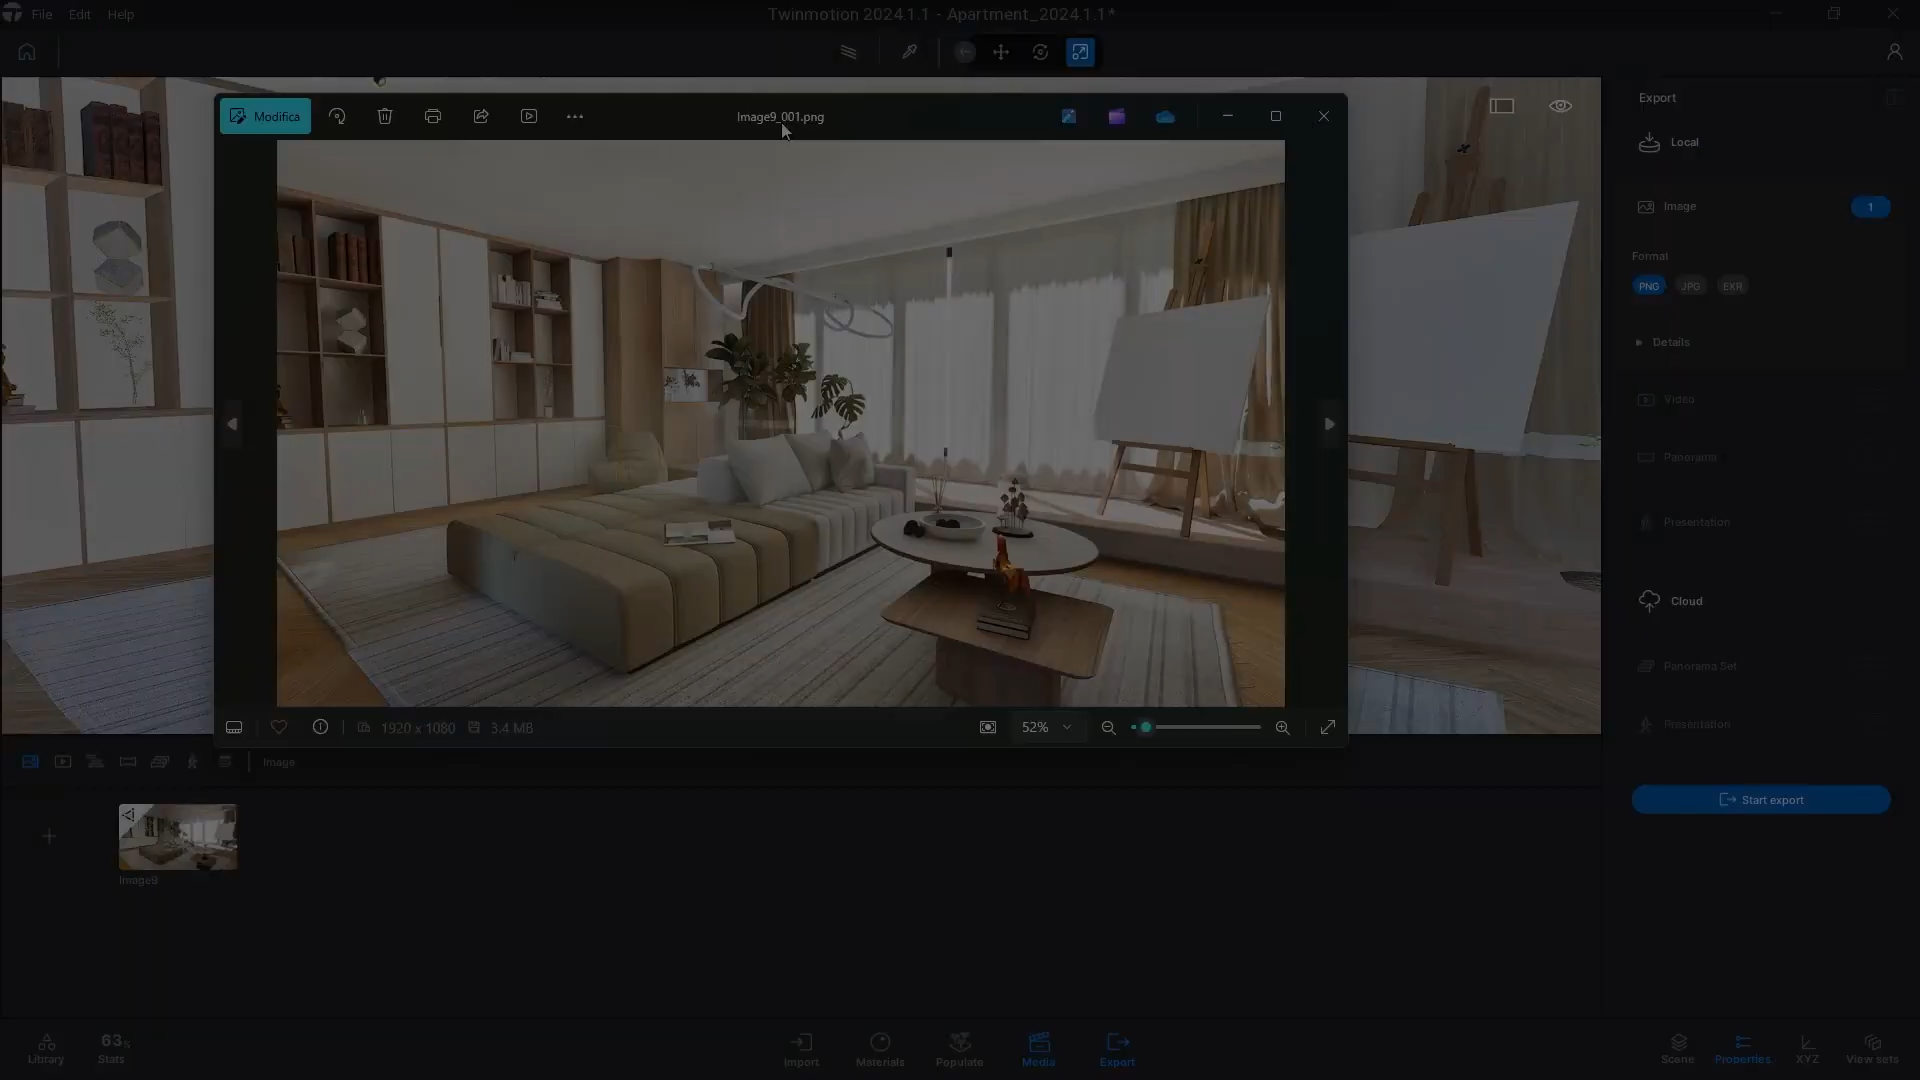 File Edit Help
Twinmotion 2024.1.1 - Apartment_2024.1.1*
Modifica
Image9_001.png
1920 x 1080
3.4 MB
52%
Export
Local
Image
1
Format
PNG
JPG
EXR
Details
Video
Panorama
Presentation
Cloud
Panorama Set
Presentation
Start export
Image
Image9
Library
63%
Stats
Import
Materials
Populate
Media
Export
Scene
Properties
XYZ
View sets